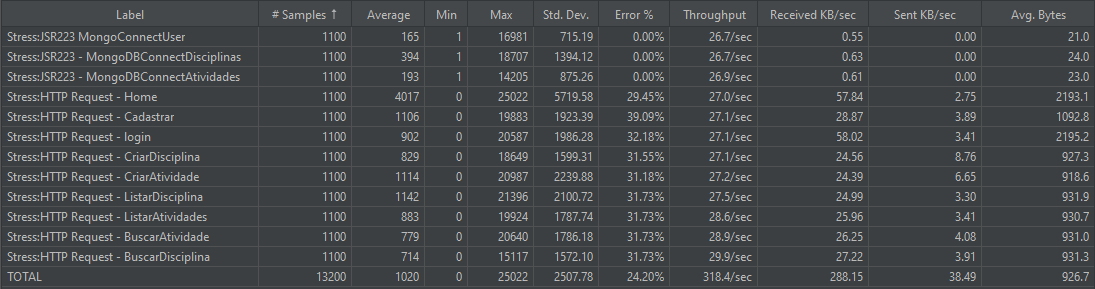 Label # Samples ↑ Average Min Max Std. Dev. Error % Throughput Received KB/sec Sent KB/sec Avg. Bytes
Stress:JSR223 MongoConnectUser 1100 165 1 16981 715.19 0.00% 26.7/sec 0.55 0.00 21.0
Stress:JSR223 - MongoDBConnectDisciplinas 1100 394 1 18707 1394.12 0.00% 26.7/sec 0.63 0.00 24.0
Stress:JSR223 - MongoDBConnectAtividades 1100 193 1 14205 875.26 0.00% 26.9/sec 0.61 0.00 23.0
Stress:HTTP Request - Home 1100 4017 0 25022 5719.58 29.45% 27.0/sec 57.84 2.75 2193.1
Stress:HTTP Request - Cadastrar 1100 1106 0 19883 1923.39 39.09% 27.1/sec 28.87 3.89 1092.8
Stress:HTTP Request - login 1100 902 0 20587 1986.28 32.18% 27.1/sec 58.02 3.41 2195.2
Stress:HTTP Request - CriarDisciplina 1100 829 0 18649 1599.31 31.55% 27.1/sec 24.56 8.76 927.3
Stress:HTTP Request - CriarAtividade 1100 1114 0 20987 2239.88 31.18% 27.2/sec 24.39 6.65 918.6
Stress:HTTP Request - ListarDisciplina 1100 1142 0 21396 2100.72 31.73% 27.5/sec 24.99 3.30 931.9
Stress:HTTP Request - ListarAtividades 1100 883 0 19924 1787.74 31.73% 28.6/sec 25.96 3.41 930.7
Stress:HTTP Request - BuscarAtividade 1100 779 0 20640 1786.18 31.73% 28.9/sec 26.25 4.08 931.0
Stress:HTTP Request - BuscarDisciplina 1100 714 0 15117 1572.10 31.73% 29.9/sec 27.22 3.91 931.3
TOTAL 13200 1020 0 25022 2507.78 24.20% 318.4/sec 288.15 38.49 926.7